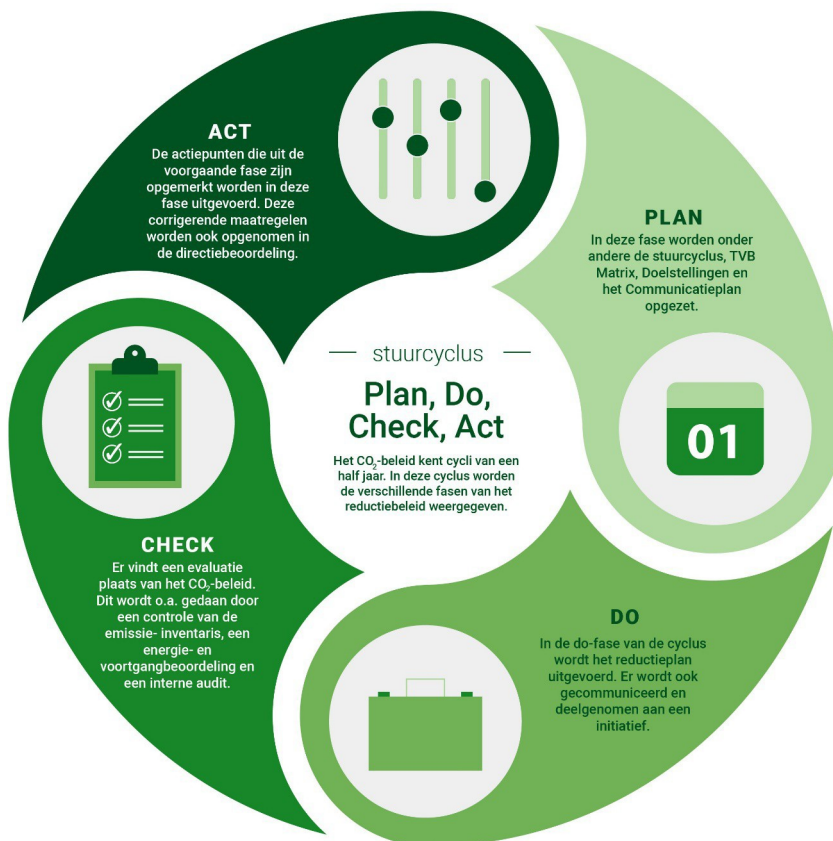 ACT
De actiepunten die uit de
voorgaande fase zijn
opgemerkt worden in deze
fase uitgevoerd. Deze
corrigerende maatregelen
worden ook opgenomen in
de directiebeoordeling.
PLAN
In deze fase worden onder
andere de stuurcyclus, TVB
Matrix, Doelstellingen en
het Communicatieplan
opgezet.
01
stuurcyclus
Plan, Do,
Check, Act
Het CO₂-beleid kent cycli van een
half jaar. In deze cyclus worden
de verschillende fasen van het
reductiebeleid weergegeven.
CHECK
Er vindt een evaluatie
plaats van het CO₂-beleid.
Dit wordt o.a. gedaan door
een controle van de
emissie- inventaris, een
energie- en
voortgangbeoordeling en
een interne audit.
DO
In de do-fase van de cyclus
wordt het reductieplan
uitgevoerd. Er wordt ook
gecommuniceerd en
deelgenomen aan een
initiatief.